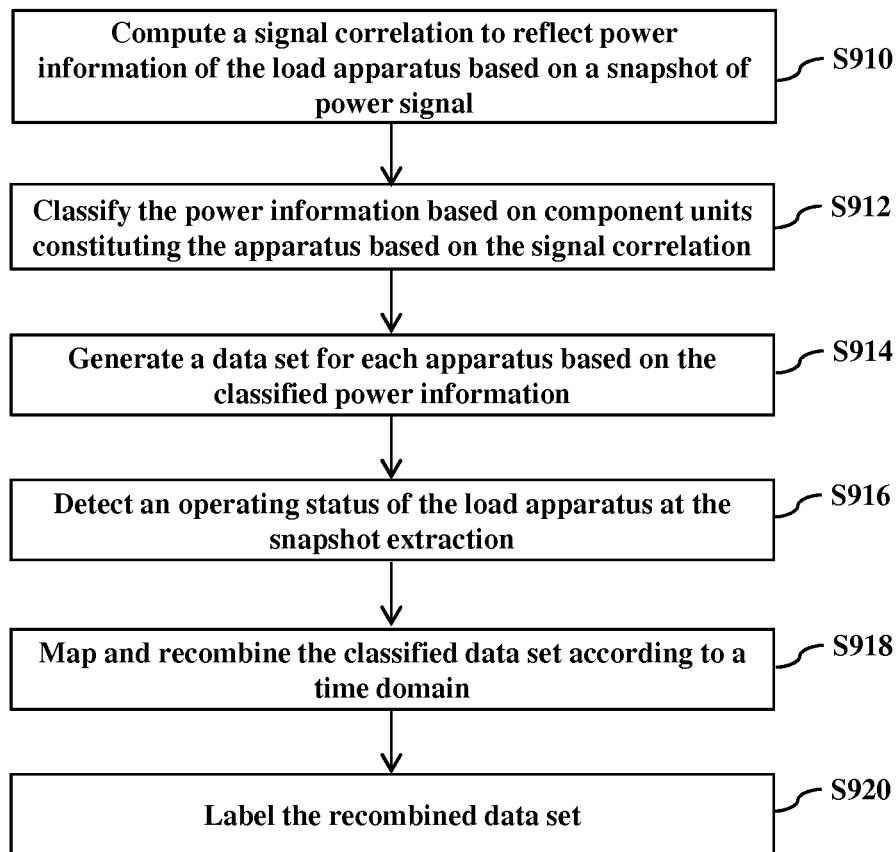 Compute a signal correlation to reflect power
information of the load apparatus based on a snapshot of
power signal
S910
Classify the power information based on component units
constituting the apparatus based on the signal correlation
S912
Generate a data set for each apparatus based on the
classified power information
S914
Detect an operating status of the load apparatus at the
snapshot extraction
S916
Map and recombine the classified data set according to a
time domain
S918
Label the recombined data set
S920